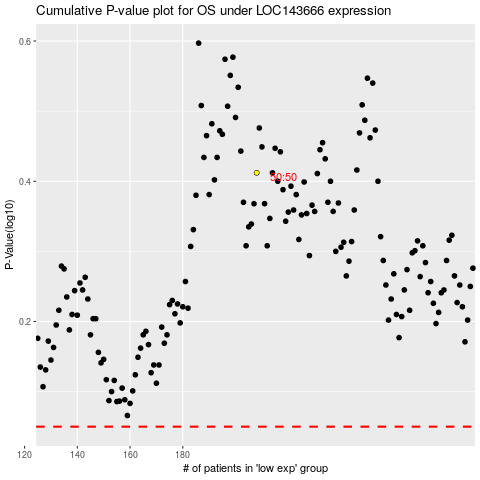 Cumulative P-value plot for OS under LOC143666 expression
P-Value(log10)
0.6
0.4
0.2
50:50
120 140 160 180
# of patients in 'low exp' group